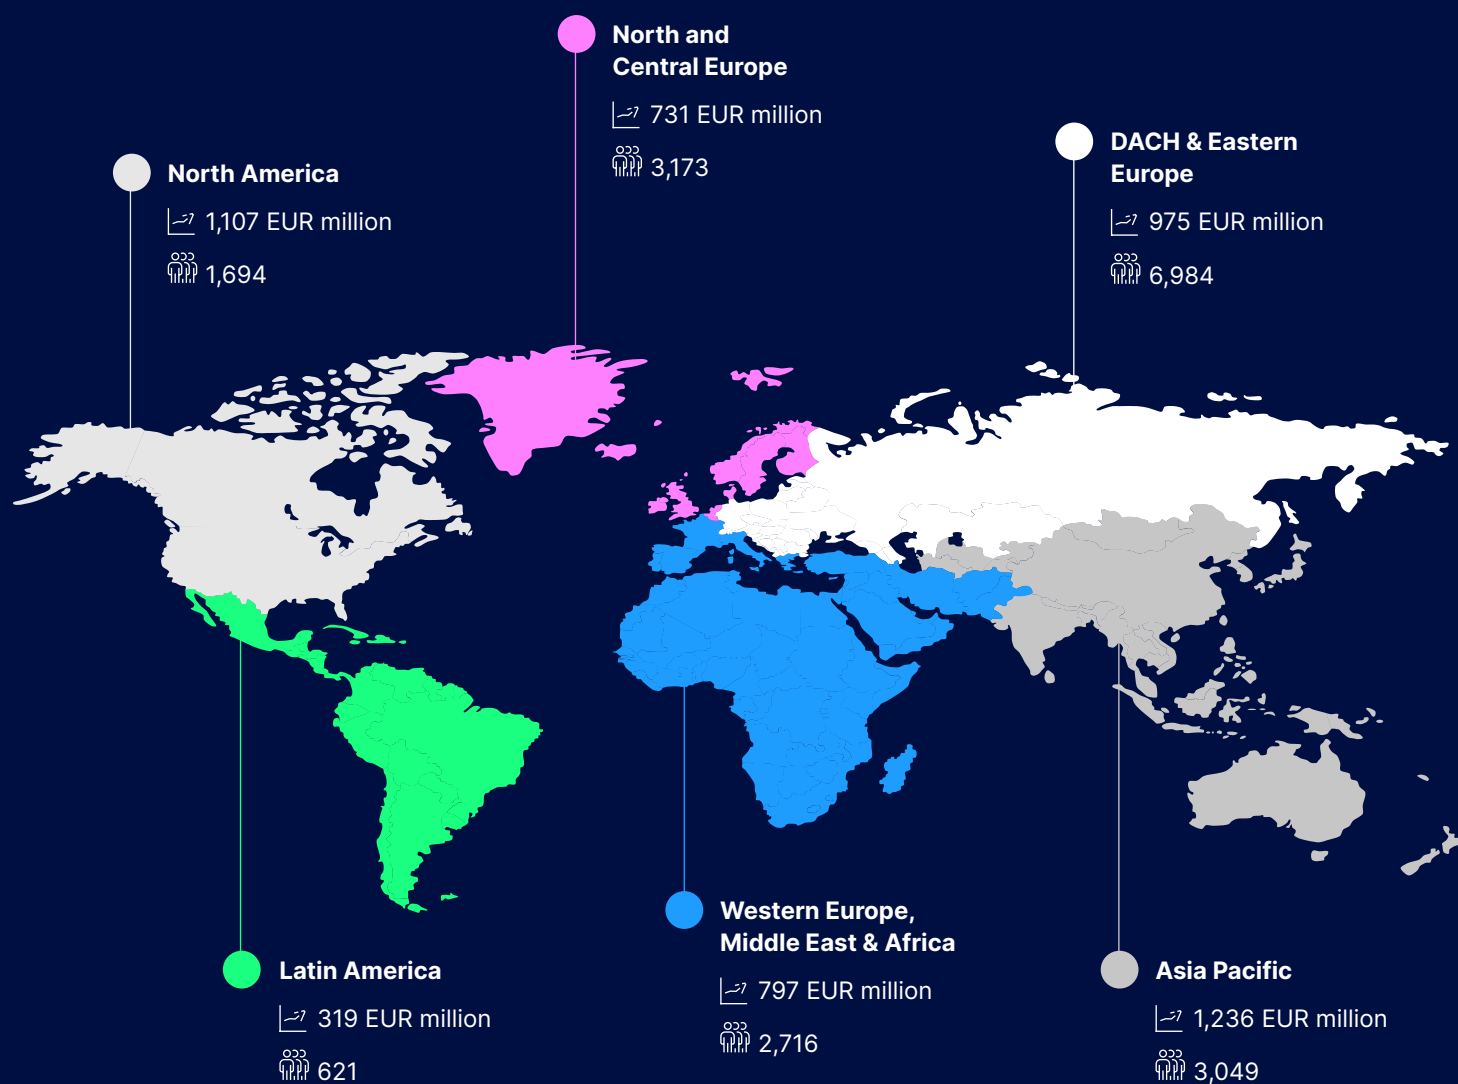 North and
Central Europe
731 EUR million
3,173
DACH & Eastern
Europe
975 EUR million
6,984
North America
1,107 EUR million
1,694
Latin America
319 EUR million
621
Western Europe,
Middle East & Africa
797 EUR million
2,716
Asia Pacific
1,236 EUR million
3,049